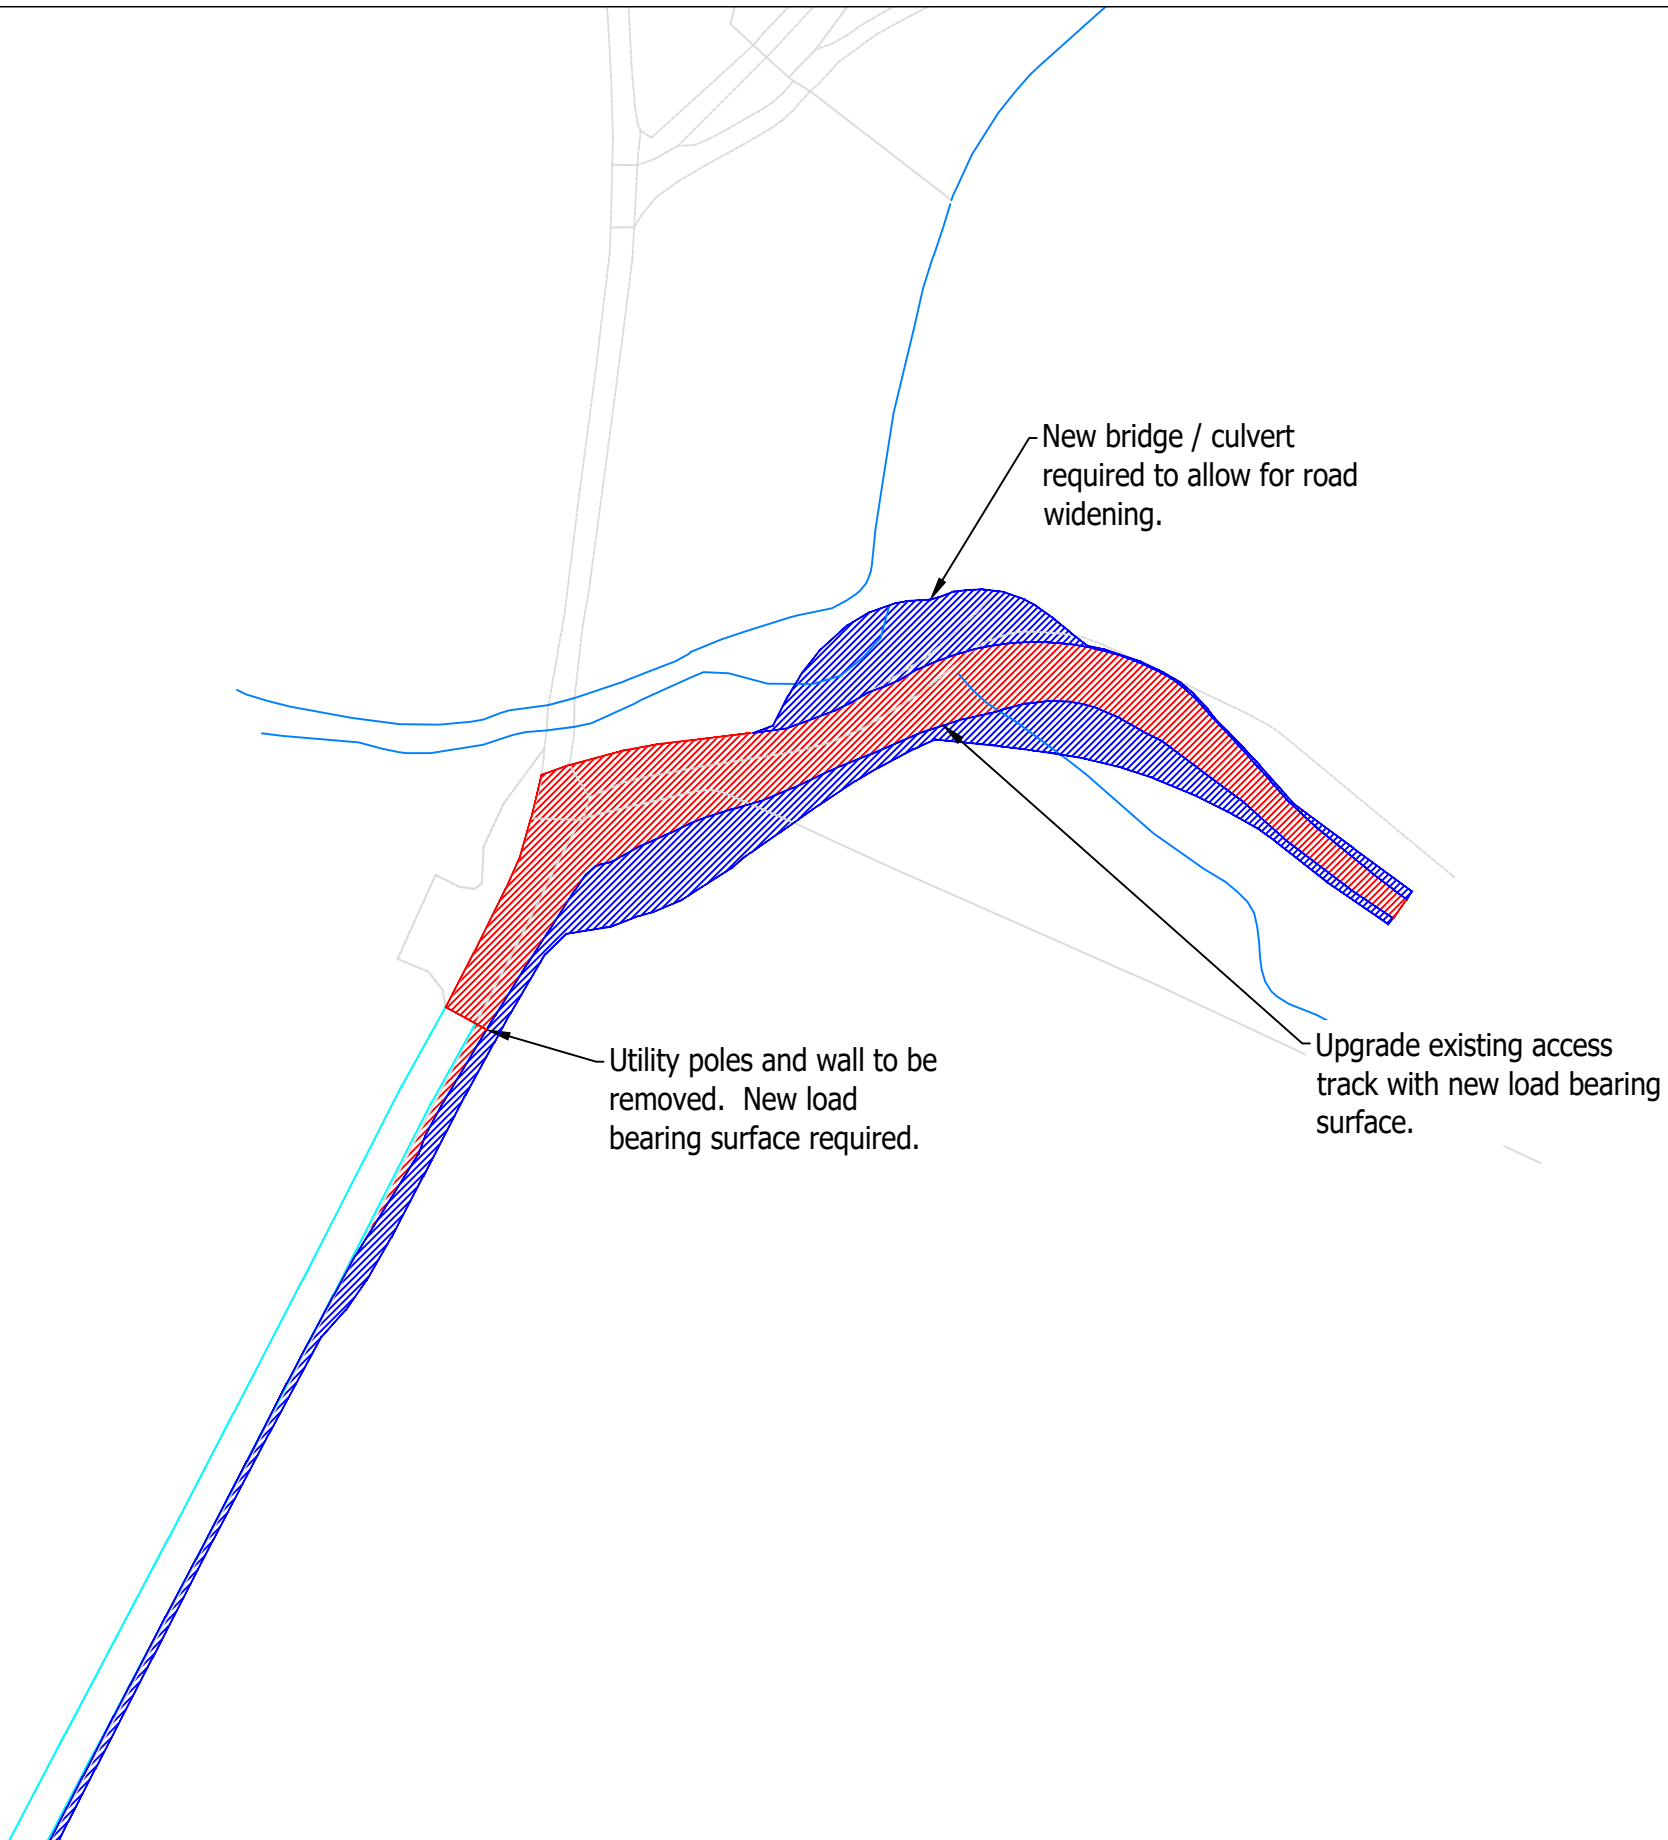 New bridge / culvert
required to allow for road
widening.
Utility poles and wall to be
removed.  New load
bearing surface required.
Upgrade existing access
track with new load bearing
surface.